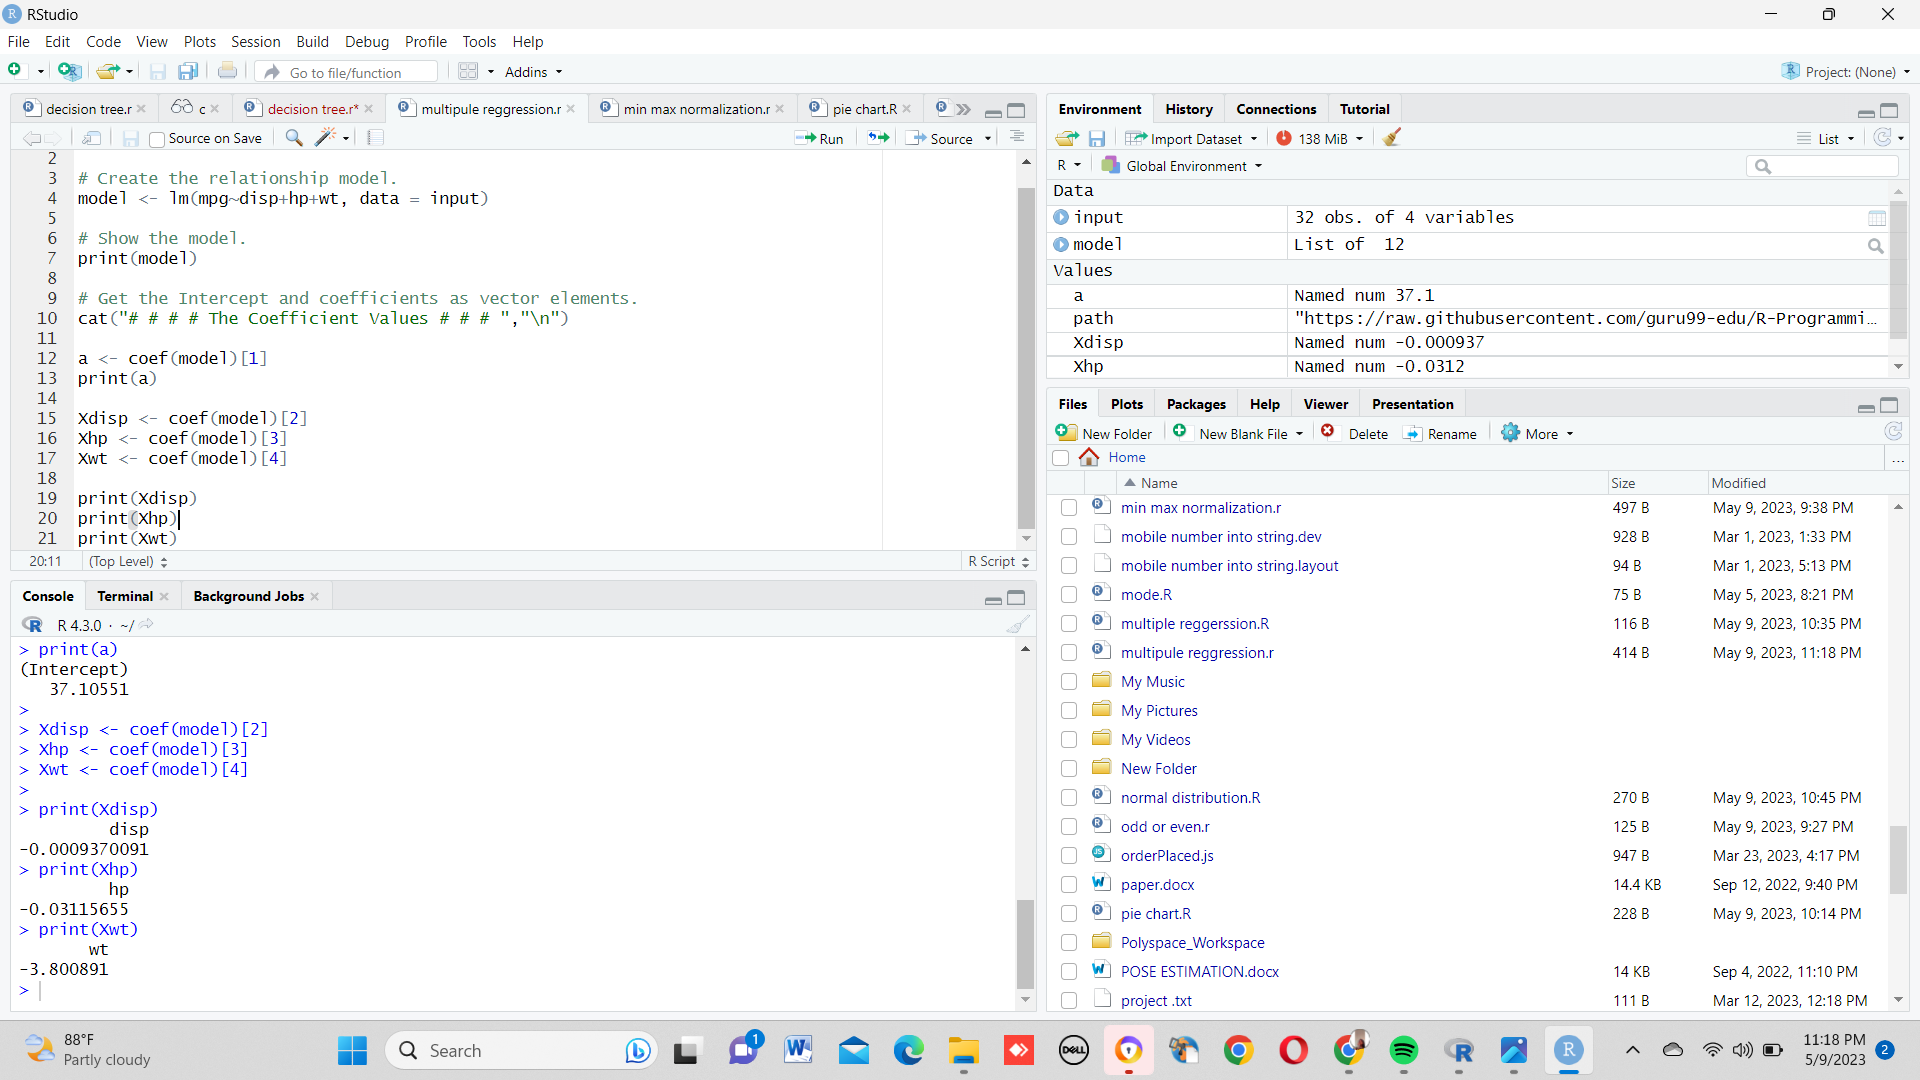 RStudio
File Edit Code View Plots Session Build Debug Profile Tools Help
Go to file/function Addins Project: (None)
decision tree.r c decision tree.r* multipule reggression.r min max normalization.r pie chart.R
Source on Save Run Source
2
3 # Create the relationship model.
4 model <- lm(mpg~disp+hp+wt, data = input)
5
6 # Show the model.
7 print(model)
8
9 # Get the Intercept and coefficients as vector elements.
10 cat("# # # # The Coefficient Values # # # ","\n")
11
12 a <- coef(model)[1]
13 print(a)
14
15 Xdisp <- coef(model)[2]
16 Xhp <- coef(model)[3]
17 Xwt <- coef(model)[4]
18
19 print(Xdisp)
20 print(Xhp)
21 print(Xwt)
20:11 (Top Level) R Script
Console Terminal Background Jobs
R 4.3.0 · ~/
> print(a)
(Intercept)
37.10551
>
> Xdisp <- coef(model)[2]
> Xhp <- coef(model)[3]
> Xwt <- coef(model)[4]
>
> print(Xdisp)
disp
-0.0009370091
> print(Xhp)
hp
-0.03115655
> print(Xwt)
wt
-3.800891
>
Environment History Connections Tutorial
Import Dataset 138 MiB List
R Global Environment
Data
input 32 obs. of 4 variables
model List of 12
Values
a Named num 37.1
path "https://raw.githubusercontent.com/guru99-edu/R-Programmi…
Xdisp Named num -0.000937
Xhp Named num -0.0312
Files Plots Packages Help Viewer Presentation
New Folder New Blank File Delete Rename More
Home ...
Name Size Modified
min max normalization.r 497 B May 9, 2023, 9:38 PM
mobile number into string.dev 928 B Mar 1, 2023, 1:33 PM
mobile number into string.layout 94 B Mar 1, 2023, 5:13 PM
mode.R 75 B May 5, 2023, 8:21 PM
multiple reggerssion.R 116 B May 9, 2023, 10:35 PM
multipule reggression.r 414 B May 9, 2023, 11:18 PM
My Music
My Pictures
My Videos
New Folder
normal distribution.R 270 B May 9, 2023, 10:45 PM
odd or even.r 125 B May 9, 2023, 9:27 PM
orderPlaced.js 947 B Mar 23, 2023, 4:17 PM
paper.docx 14.4 KB Sep 12, 2022, 9:40 PM
pie chart.R 228 B May 9, 2023, 10:14 PM
Polyspace_Workspace
POSE ESTIMATION.docx 14 KB Sep 4, 2022, 11:10 PM
project .txt 111 B Mar 12, 2023, 12:18 PM
88°F
Partly cloudy
Search
1
DELL
11:18 PM
5/9/2023
2